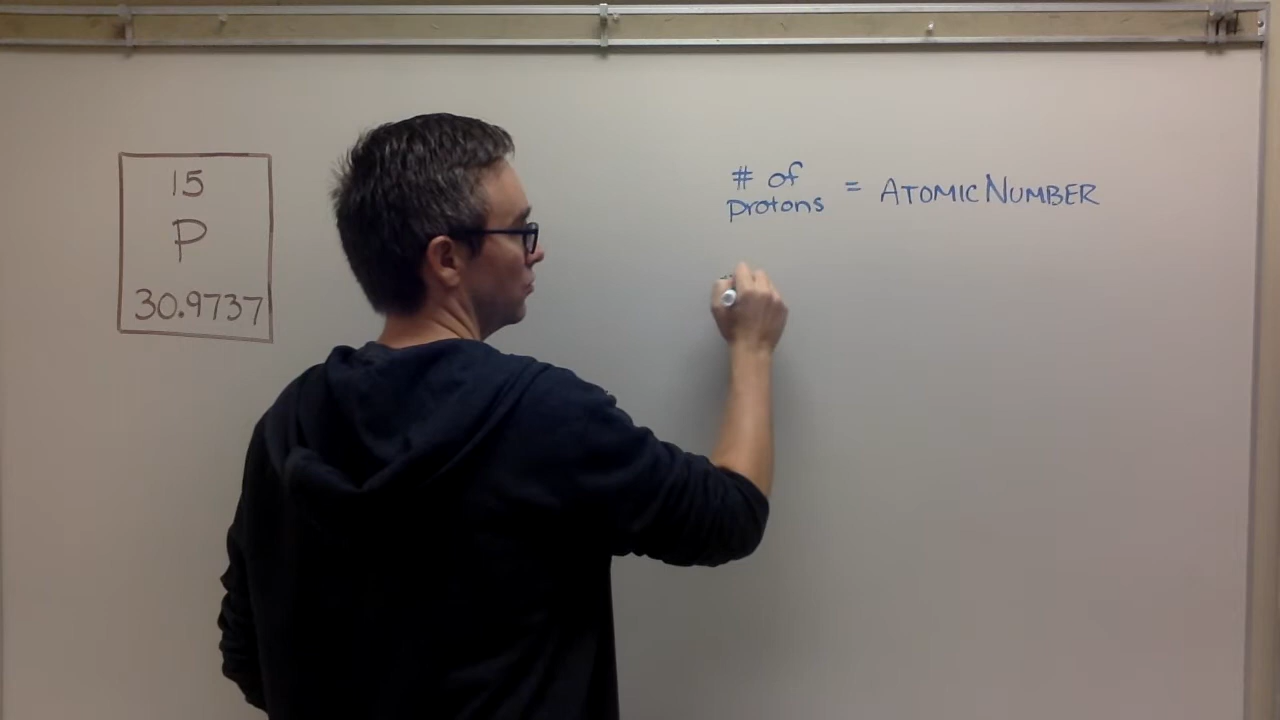 15
P
30.9737
# of
protons = ATOMIC NUMBER